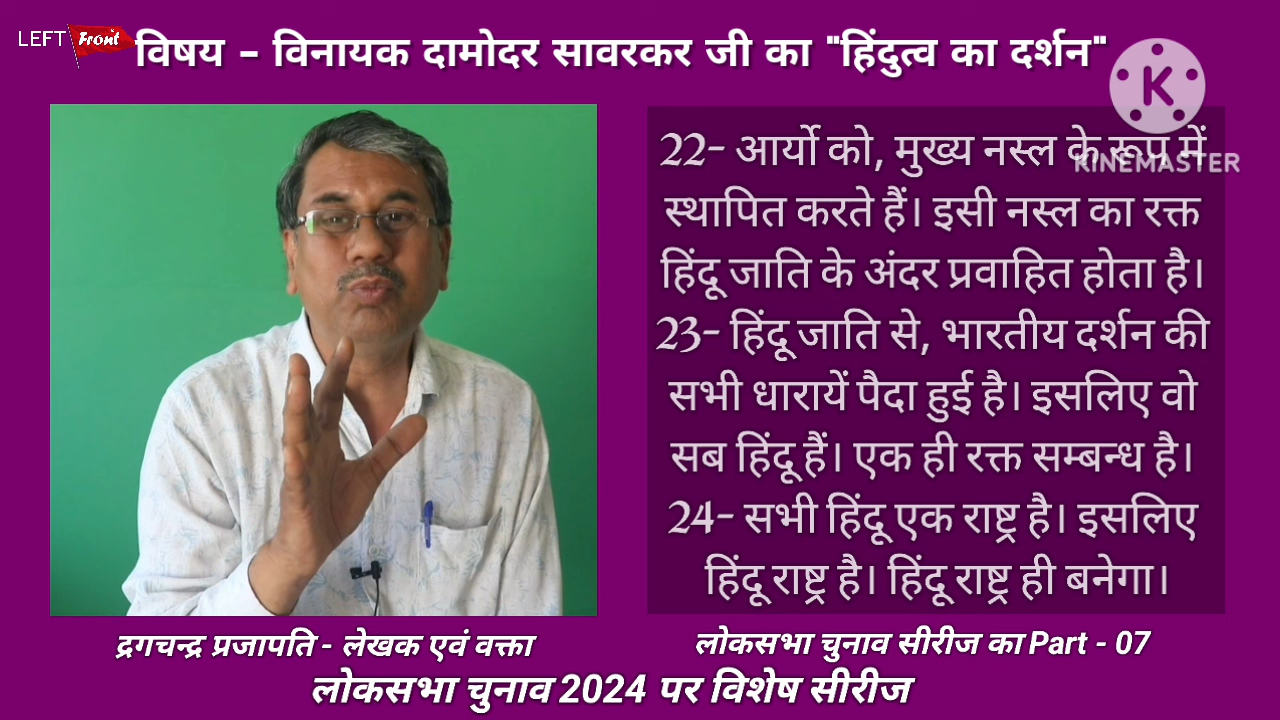 LEFT Front
विषय - विनायक दामोदर सावरकर जी का "हिंदुत्व का दर्शन"
K
KINEMASTER
22- आर्यो को, मुख्य नस्ल के रूप में
स्थापित करते हैं। इसी नस्ल का रक्त
हिंदू जाति के अंदर प्रवाहित होता है।
23- हिंदू जाति से, भारतीय दर्शन की
सभी धारायें पैदा हुई है। इसलिए वो
सब हिंदू हैं। एक ही रक्त सम्बन्ध है।
24- सभी हिंदू एक राष्ट्र है। इसलिए
हिंदू राष्ट्र है। हिंदू राष्ट्र ही बनेगा।
द्रगचन्द्र प्रजापति - लेखक एवं वक्ता
लोकसभा चुनाव सीरीज का Part - 07
लोकसभा चुनाव 2024 पर विशेष सीरीज